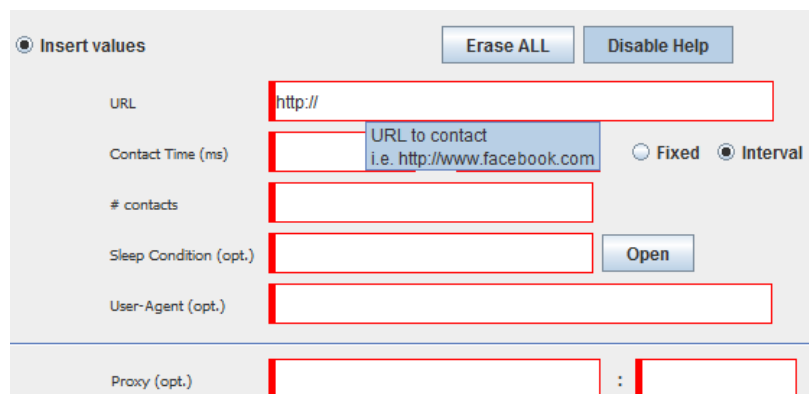 Insert values Erase ALL Disable Help
URL http://
URL to contact
i.e. http://www.facebook.com
Contact Time (ms) Fixed Interval
# contacts
Sleep Condition (opt.) Open
User-Agent (opt.)
Proxy (opt.) :